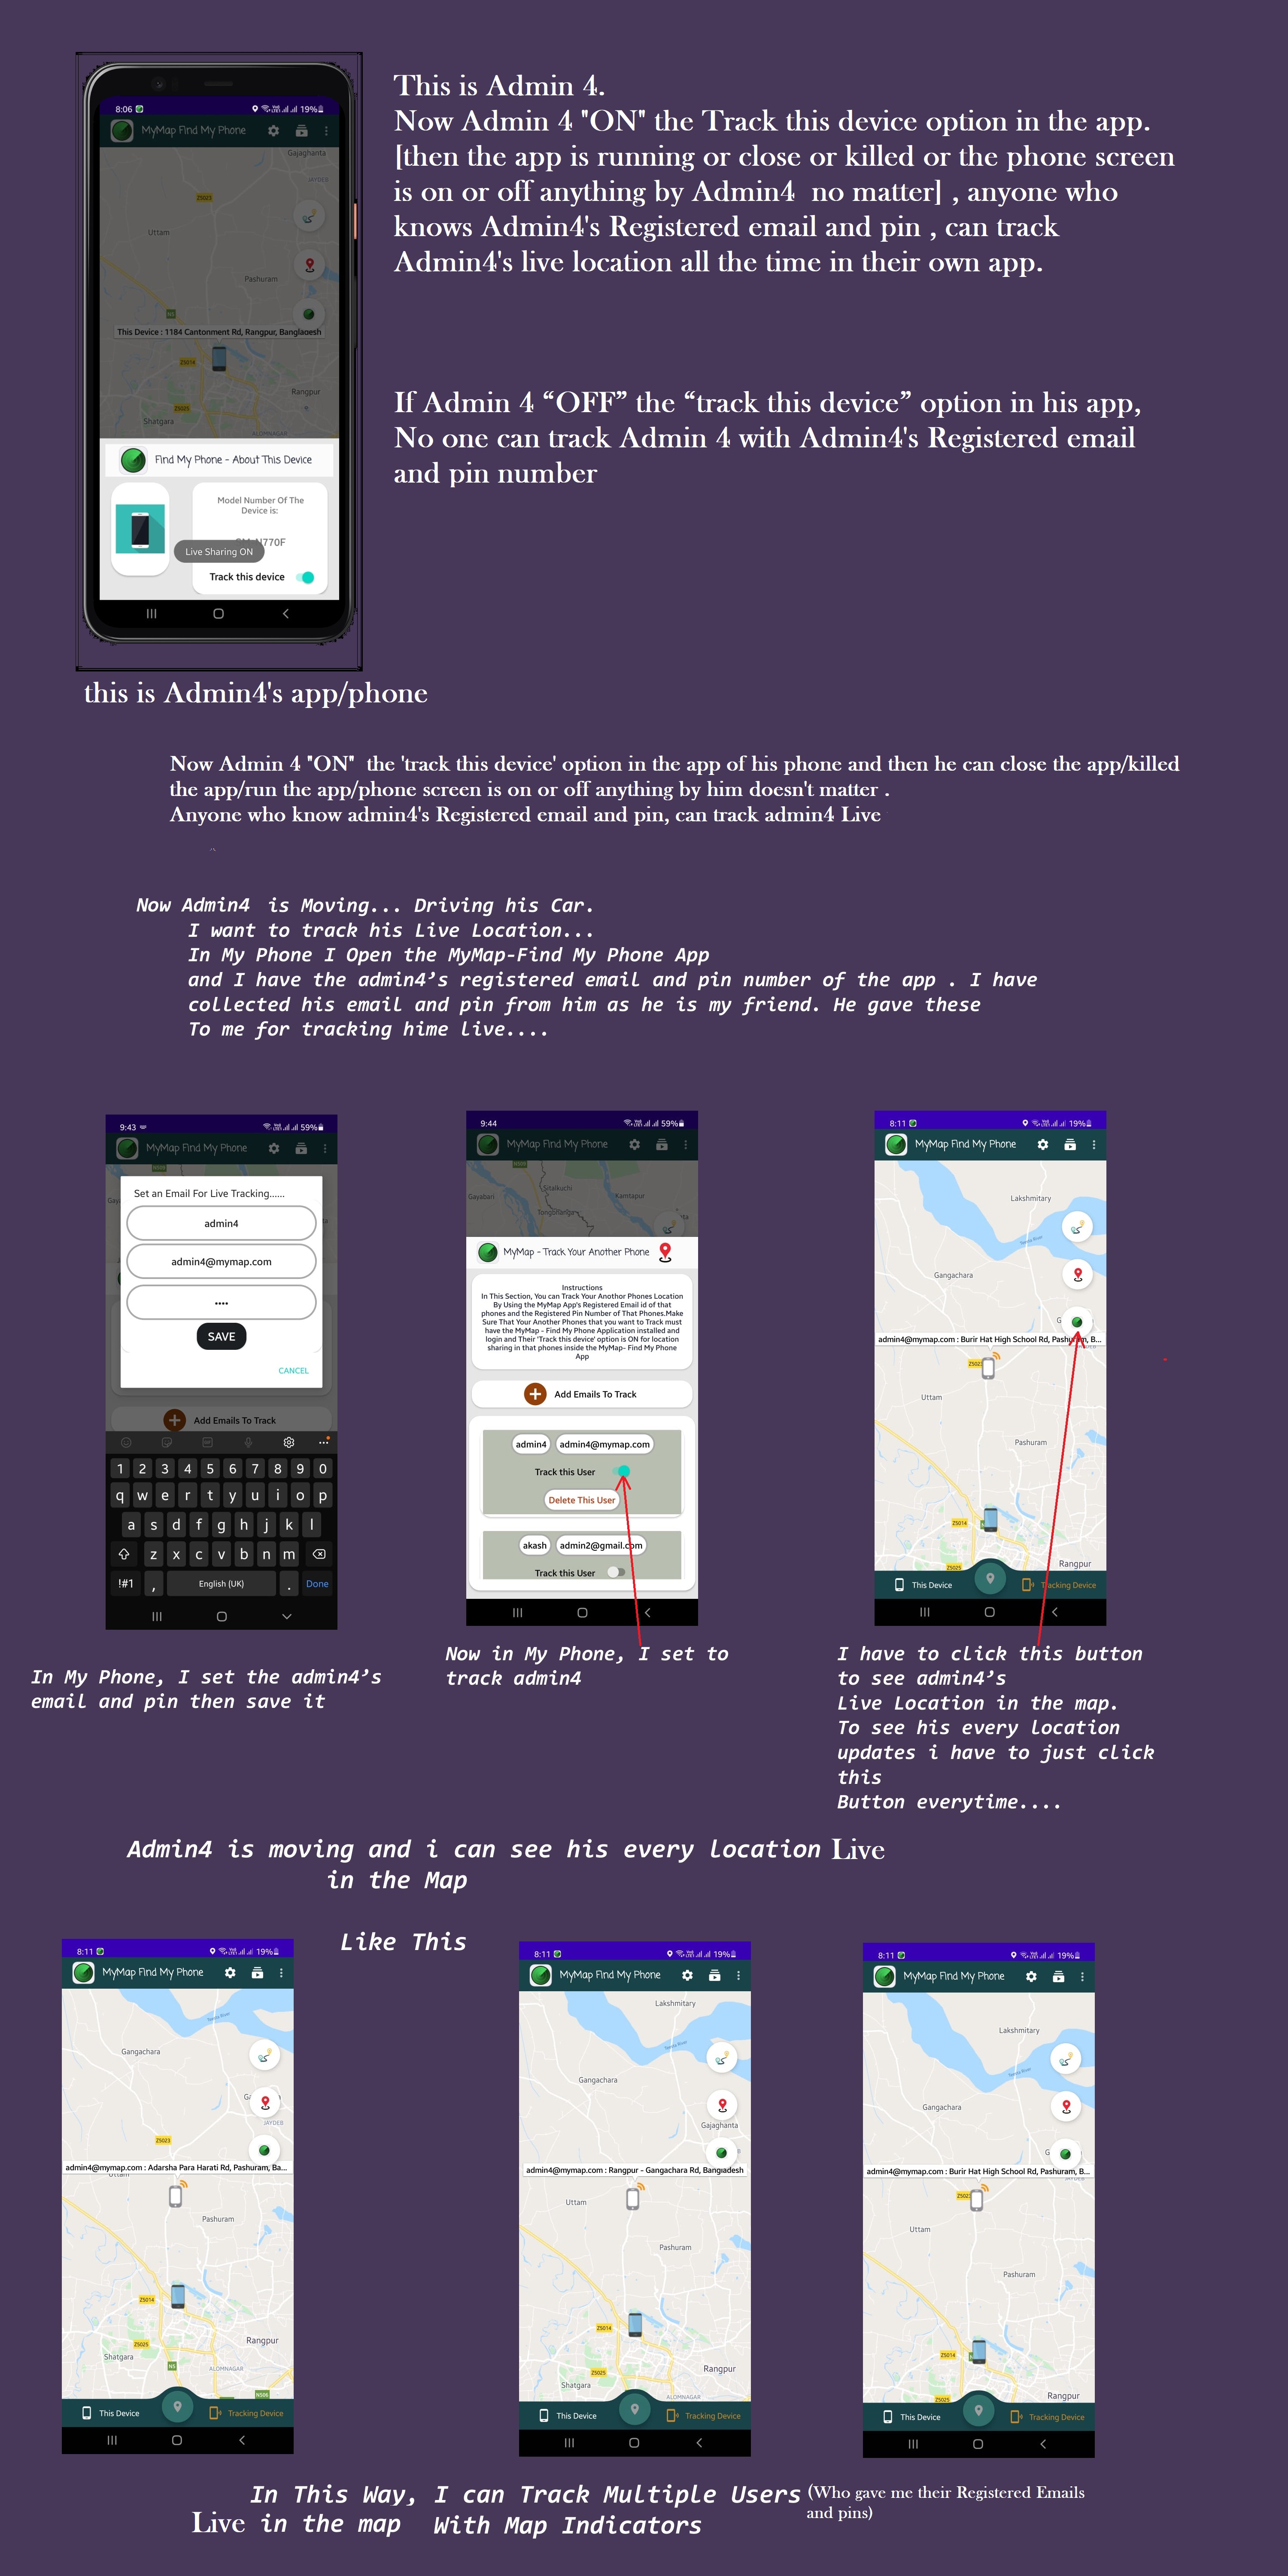 8:06
19%
MyMap Find My Phone
Gajaghanta
JAYDEB
Z5023
Uttam
Pashuram
N5
This Device : 1184 Cantonment Rd, Rangpur, Bangladesh
Z5014
Rangpur
Z5025
Shatgara
ALOMNAGAR
Find My Phone - About This Device
Model Number Of The
Device is:
Live Sharing ON
Track this device
This is Admin 4.
Now Admin 4 "ON" the Track this device option in the app.
[then the app is running or close or killed or the phone screen
is on or off anything by Admin4 no matter] , anyone who
knows Admin4's Registered email and pin , can track
Admin4's live location all the time in their own app.
If Admin 4 “OFF” the “track this device” option in his app,
No one can track Admin 4 with Admin4's Registered email
and pin number
this is Admin4's app/phone
Now Admin 4 "ON" the 'track this device' option in the app of his phone and then he can close the app/killed
the app/run the app/phone screen is on or off anything by him doesn't matter .
Anyone who know admin4's Registered email and pin, can track admin4 Live
Now Admin4 is Moving... Driving his Car.
I want to track his Live Location...
In My Phone I Open the MyMap-Find My Phone App
and I have the admin4’s registered email and pin number of the app . I have
collected his email and pin from him as he is my friend. He gave these
To me for tracking hime live....
9:43
59%
MyMap Find My Phone
Set an Email For Live Tracking......
admin4
admin4@mymap.com
••••
SAVE
CANCEL
Add Emails To Track
1 2 3 4 5 6 7 8 9 0
q w e r t y u i o p
a s d f g h j k l
z x c v b n m
!#1 , English (UK) . Done
In My Phone, I set the admin4’s
email and pin then save it
9:44
59%
MyMap Find My Phone
Sitalkuchi
Gayabari
Kantapur
Tongbhanga
MyMap - Track Your Another Phone
Instructions
In This Section, You can Track Your Anothor Phones Location
By Using the MyMap App's Registered Email id of that
phones and the Registered Pin Number of That Phones.Make
Sure That Your Another Phones that you want to Track must
have the MyMap - Find My Phone Application installed and
login and Their 'Track this device' option is ON for location
sharing in that phones inside the MyMap- Find My Phone
App
Add Emails To Track
admin4 admin4@mymap.com
Track this User
Delete This User
akash admin2@gmail.com
Track this User
Now in My Phone, I set to
track admin4
8:11
19%
MyMap Find My Phone
Lakshmitary
Gangachara
admin4@mymap.com : Burir Hat High School Rd, Pashuram, B...
Uttam
Pashuram
Z5014
Z5025
Rangpur
This Device
Tracking Device
I have to click this button
to see admin4’s
Live Location in the map.
To see his every location
updates i have to just click
this
Button everytime....
Admin4 is moving and i can see his every location Live
in the Map
Like This
8:11
19%
MyMap Find My Phone
Gangachara
JAYDEB
Z5023
admin4@mymap.com : Adarsha Para Harati Rd, Pashuram, Ba...
Pashuram
Z5014
Z5025
Rangpur
Shatgara
N5
ALOMNAGAR
N506
This Device
Tracking Device
8:11
19%
MyMap Find My Phone
Lakshmitary
Teesta River
Gangachara
Gajaghanta
admin4@mymap.com : Rangpur - Gangachara Rd, Bangladesh
Uttam
Pashuram
Z5014
Z5025
Rangpur
Shatgara
ALOMNAGAR
This Device
Tracking Device
8:11
19%
MyMap Find My Phone
Lakshmitary
Teesta River
Gangachara
admin4@mymap.com : Burir Hat High School Rd, Pashuram, B...
Uttam
Pashuram
Z5014
Z5025
Rangpur
This Device
Tracking Device
In This Way, I can Track Multiple Users (Who gave me their Registered Emails
and pins)
Live in the map With Map Indicators